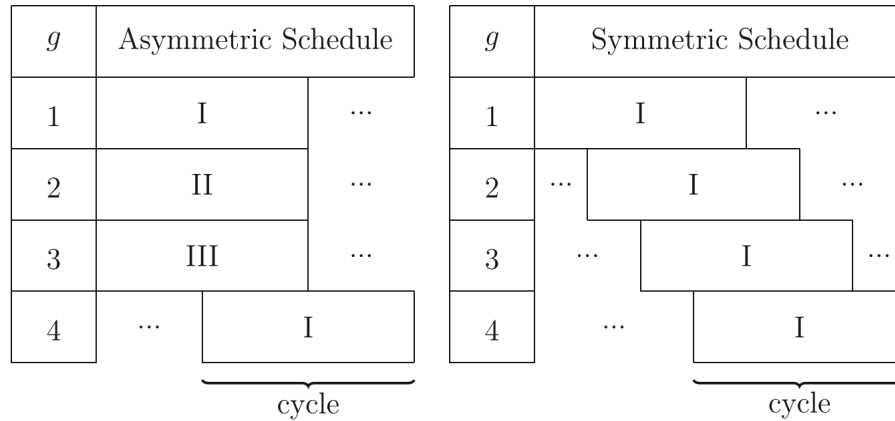 g Asymmetric Schedule
1 I ...
2 II ...
3 III ...
4 ... I
cycle
g Symmetric Schedule
1 I ...
2 ... I ...
3 ... I ...
4 ... I
cycle